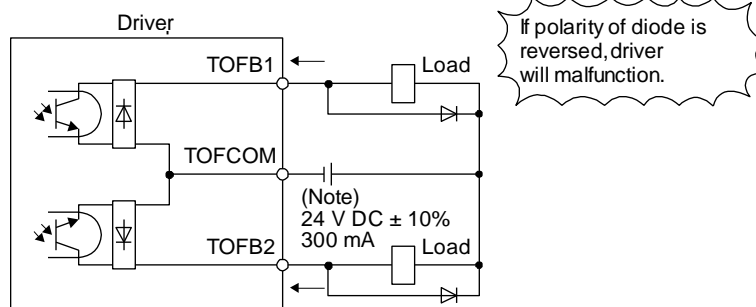 Driver
If polarity of diode is
reversed, driver
will malfunction.
TOFB1
Load
TOFCOM
(Note)
24 V DC ± 10%
300 mA
TOFB2
Load